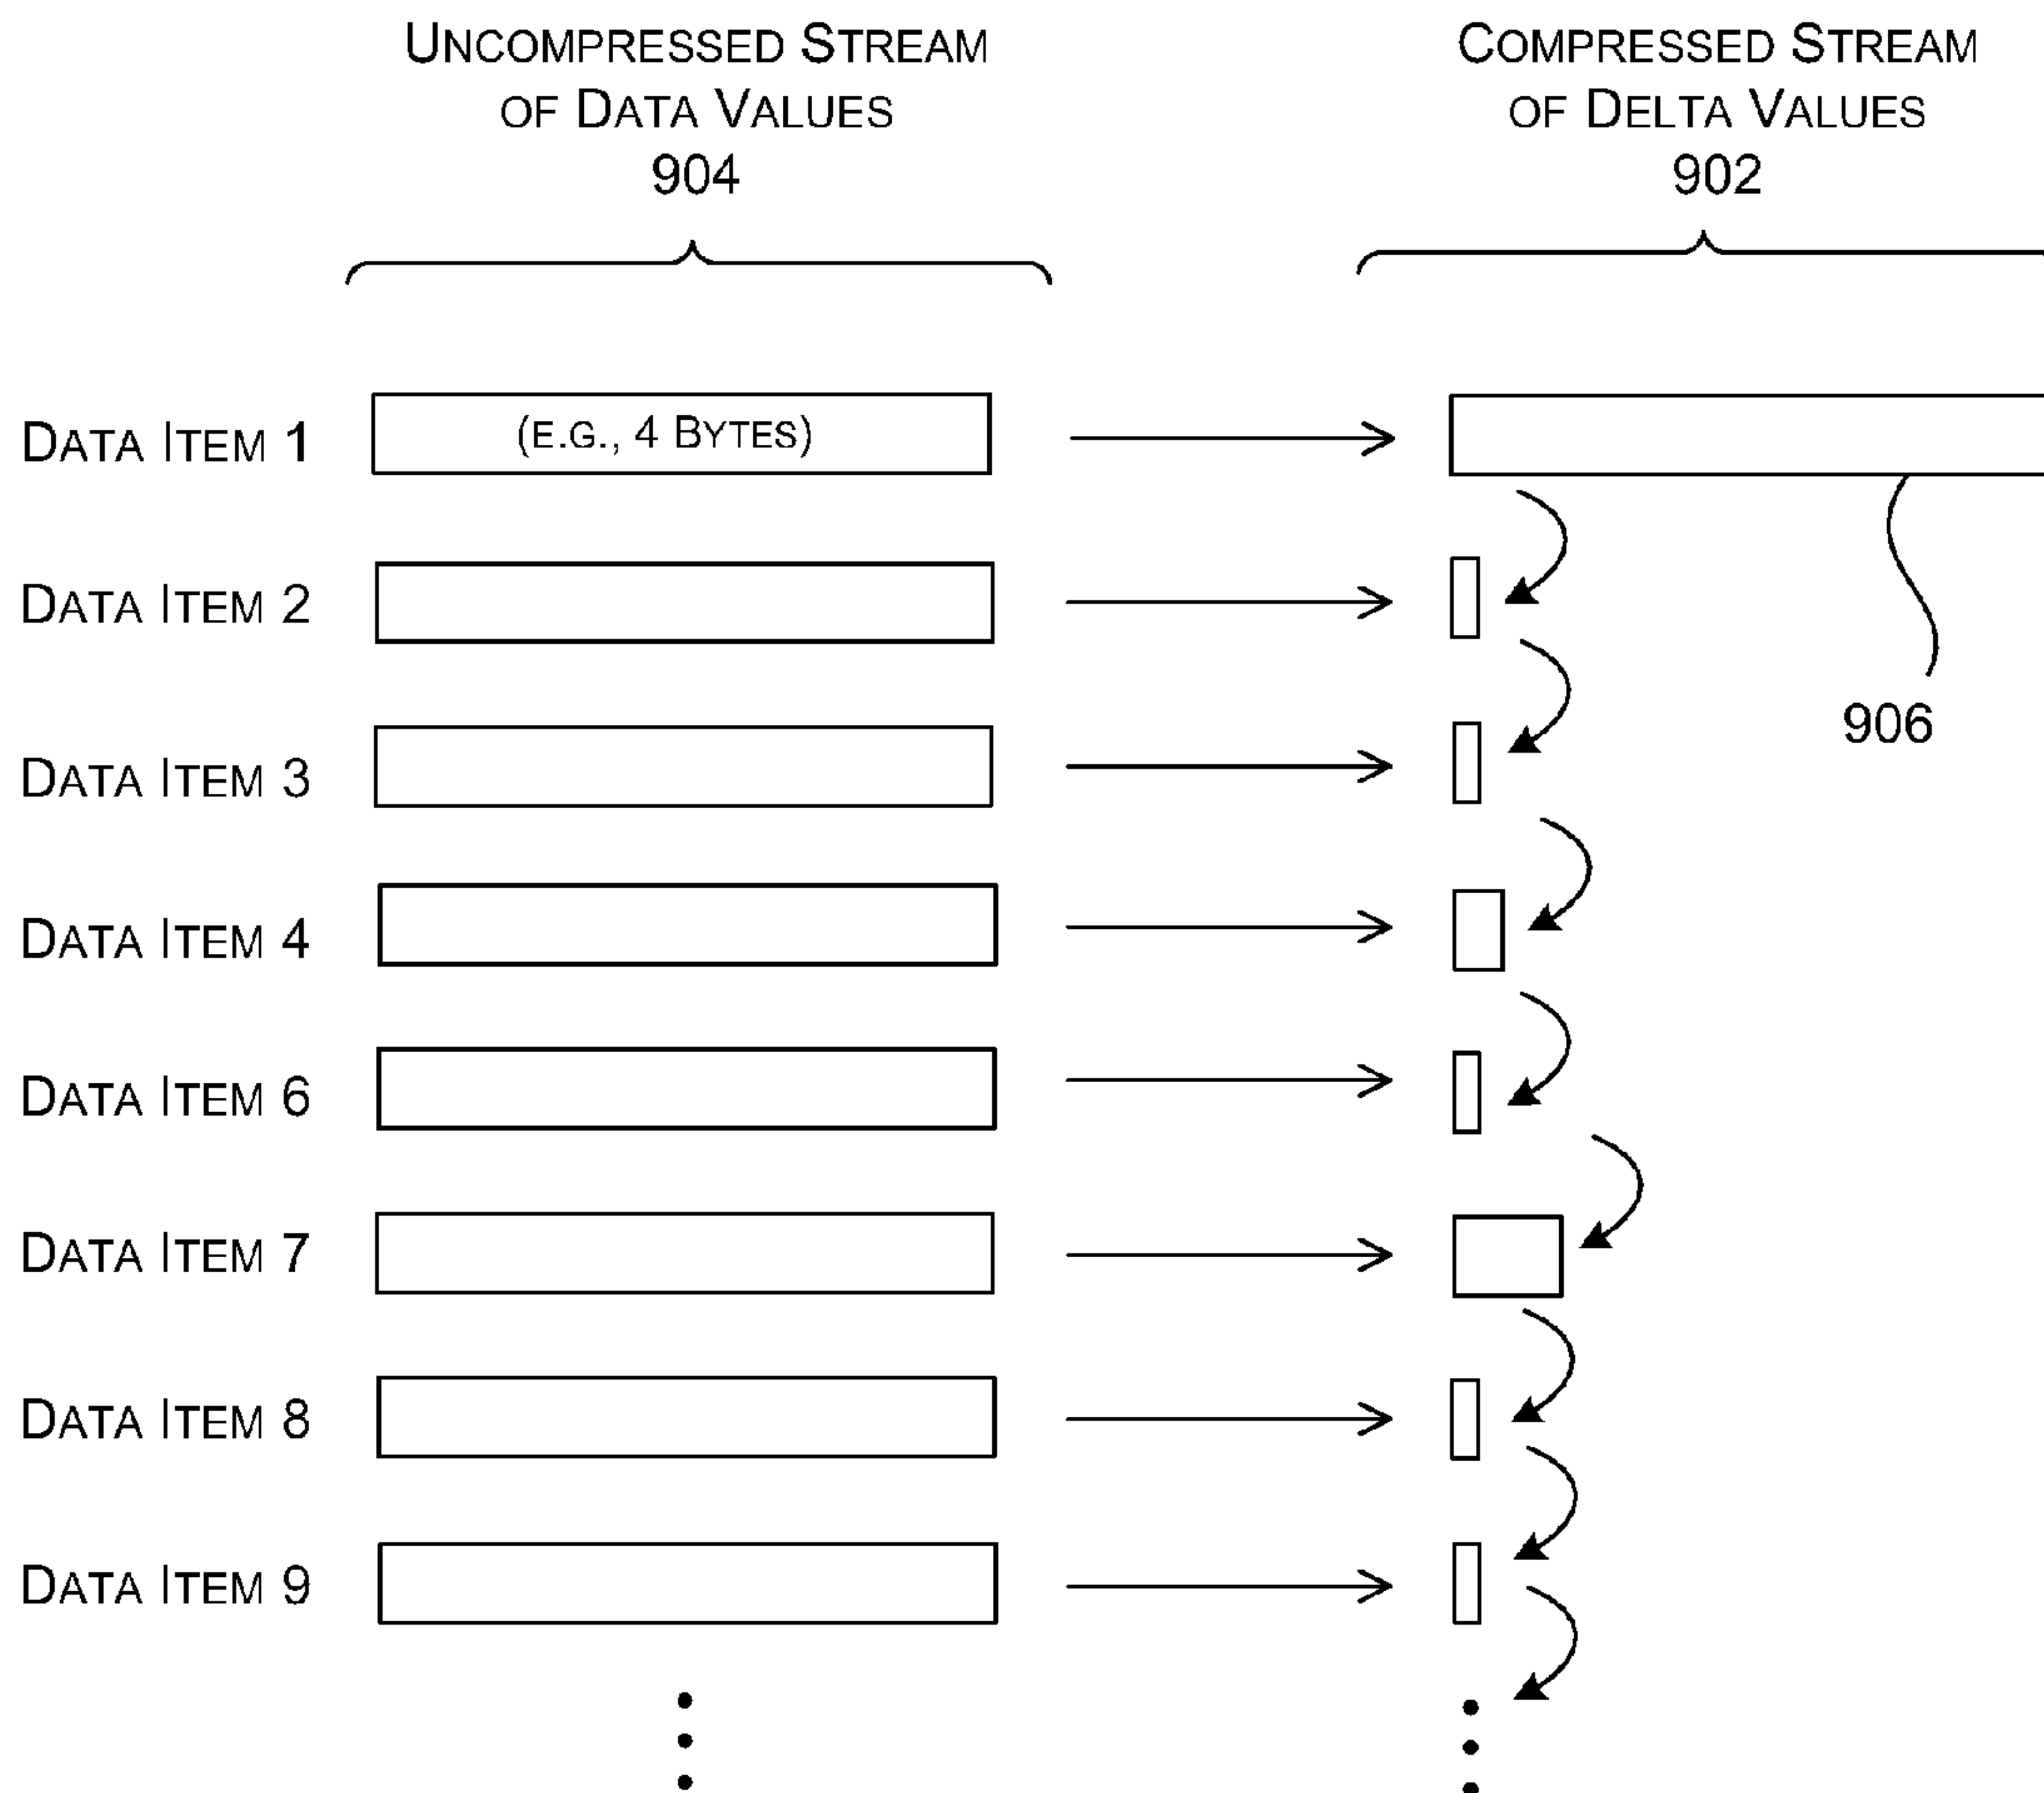 UNCOMPRESSED STREAM
OF DATA VALUES
904
COMPRESSED STREAM
OF DELTA VALUES
902
DATA ITEM 1
(E.G., 4 BYTES)
906
DATA ITEM 2
DATA ITEM 3
DATA ITEM 4
DATA ITEM 6
DATA ITEM 7
DATA ITEM 8
DATA ITEM 9